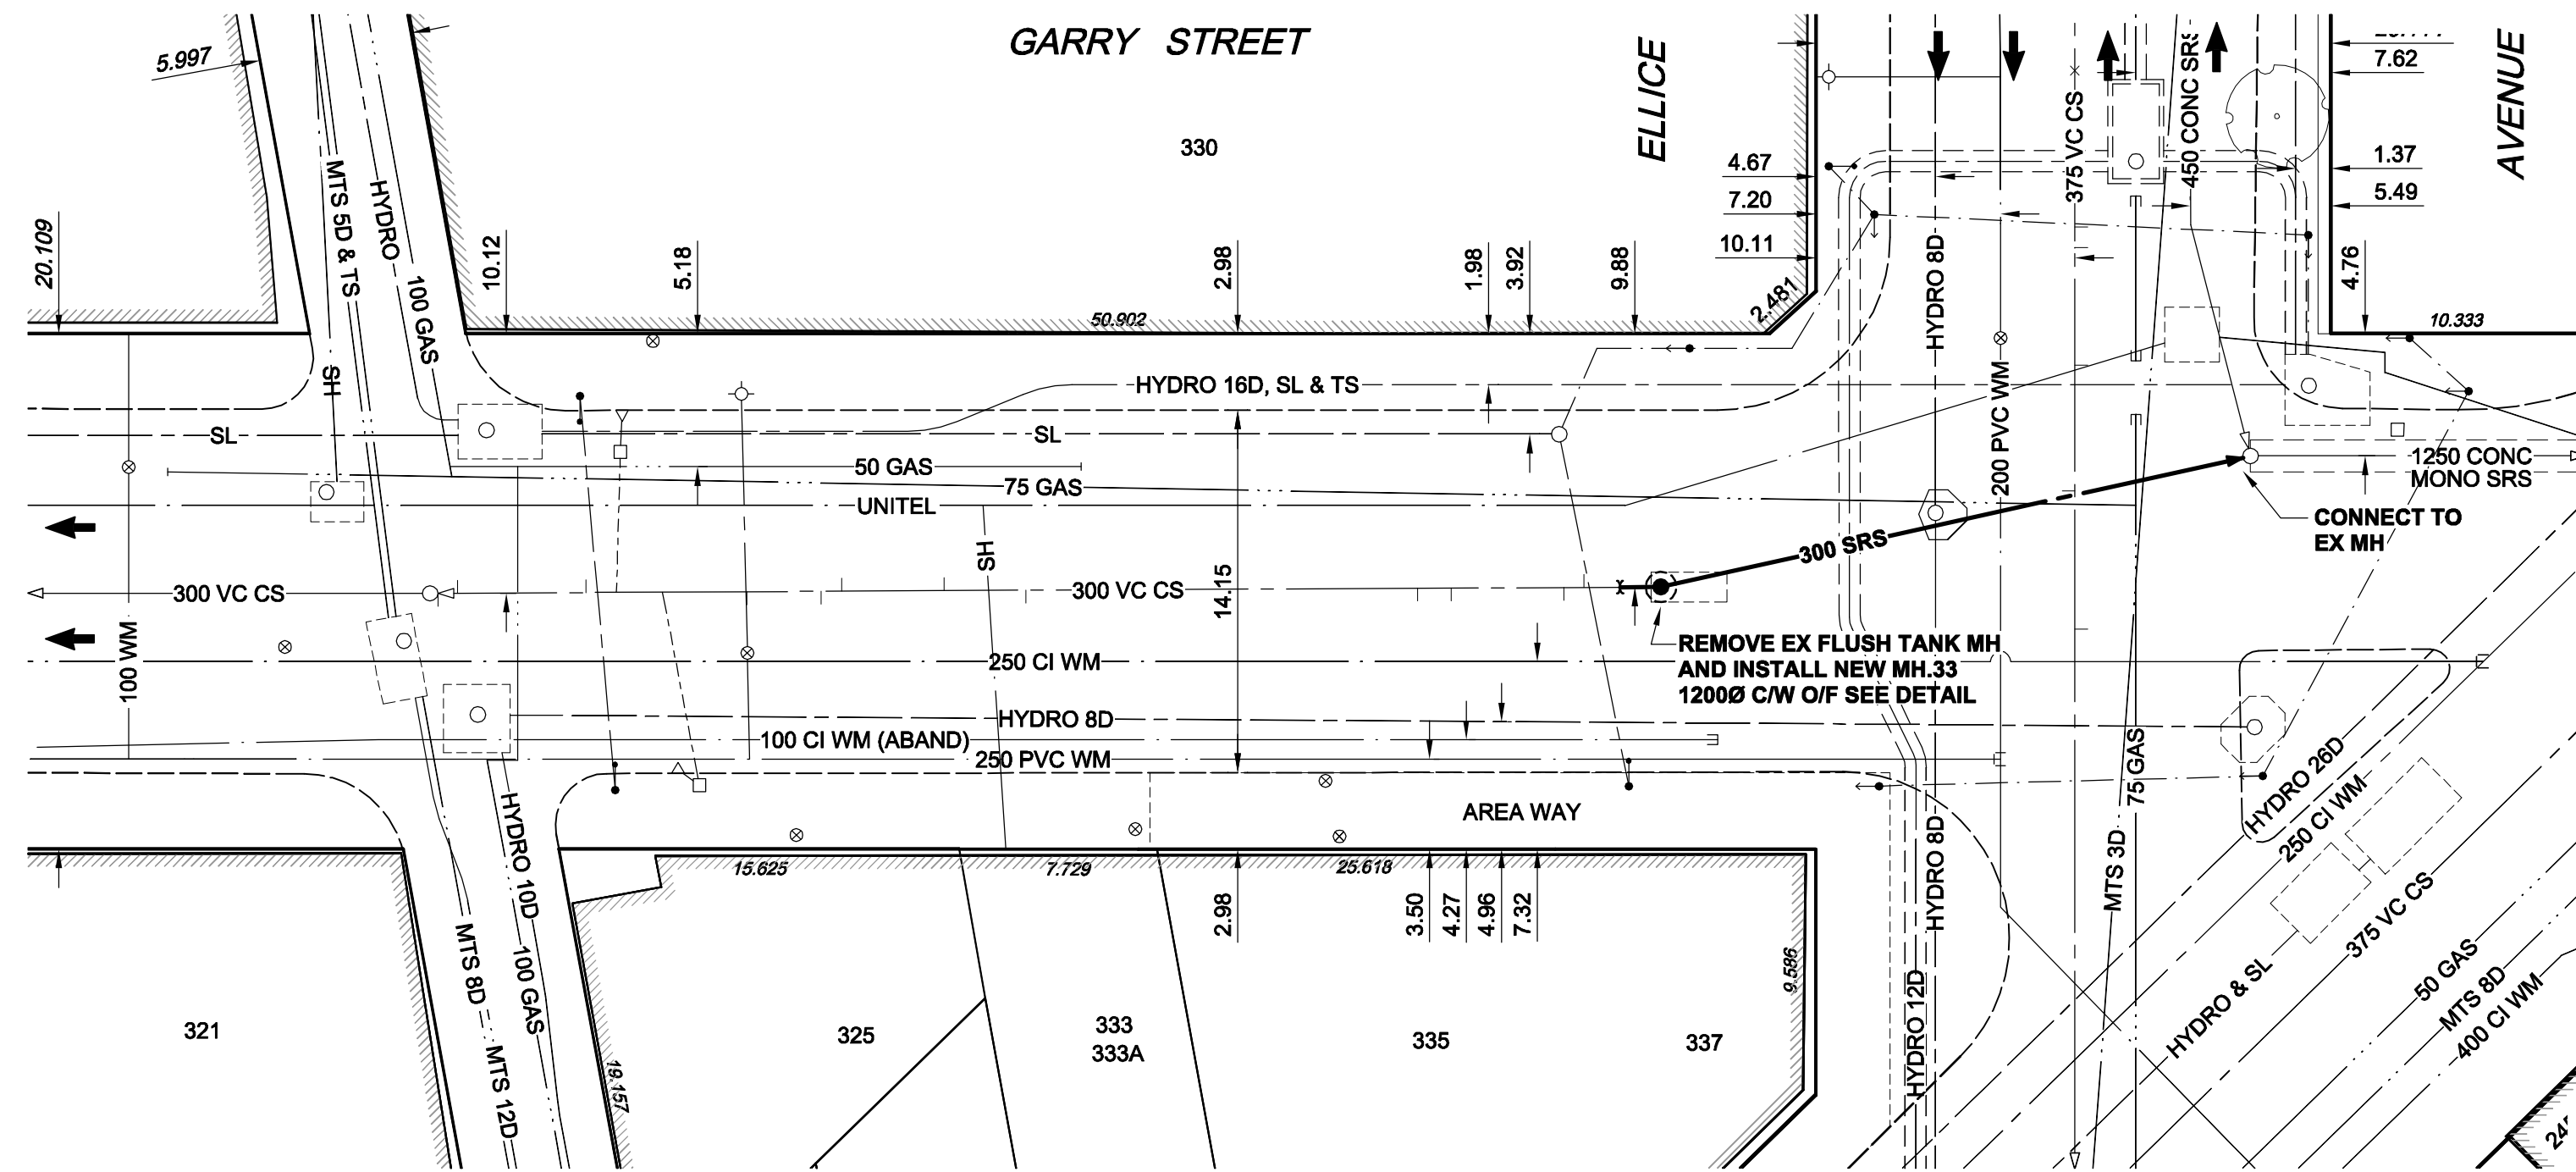 GARRY STREET
ELLICE
AVENUE
5.997
20.109
10.12
5.18
2.98
1.98
3.92
9.88
50.902
2.481
330
4.67
7.20
10.11
7.62
1.37
5.49
4.76
10.333
MTS 5D & TS
HYDRO
100 GAS
SH
HYDRO 8D
200 PVC WM
375 VC CS
450 CONC SRS
HYDRO 16D, SL & TS
SL
SL
50 GAS
75 GAS
UNITEL
SH
1250 CONC
MONO SRS
CONNECT TO
EX MH
300 SRS
300 VC CS
300 VC CS
14.15
100 WM
REMOVE EX FLUSH TANK MH
AND INSTALL NEW MH.33
1200Ø C/W O/F SEE DETAIL
250 CI WM
HYDRO 8D
100 CI WM (ABAND)
250 PVC WM
AREA WAY
75 GAS
MTS 3D
HYDRO 8D
HYDRO 12D
HYDRO 26D
250 CI WM
375 VC CS
HYDRO & SL
50 GAS
MTS 8D
400 CI WM
HYDRO 10D
100 GAS
MTS 8D
MTS 12D
15.625
7.729
25.618
2.98
3.50
4.27
4.96
7.32
9.586
19.157
321
325
333
333A
335
337